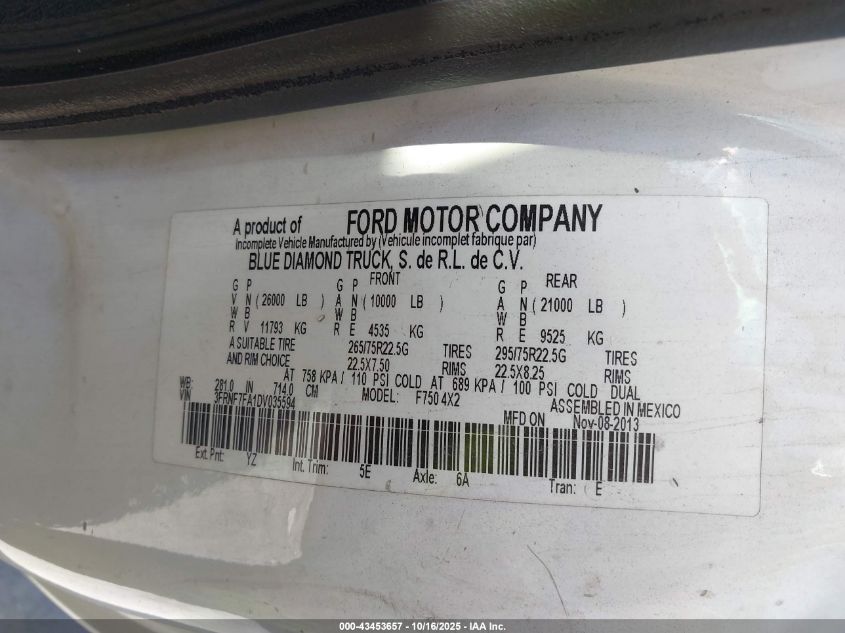 A product of FORD MOTOR COMPANY
Incomplete Vehicle Manufactured by (Vehicule incomplet fabrique par)
BLUE DIAMOND TRUCK, S. de R.L. de C.V.
FRONT REAR
G P G P G P
V N (26000 LB ) A N (10000 LB ) A N (21000 LB )
W B W B W B
R V 11793 KG R E 4535 KG R E 9525 KG
A SUITABLE TIRE 265/75R22.5G TIRES 295/75R22.5G TIRES
AND RIM CHOICE 22.5X7.50 RIMS 22.5X8.25 RIMS
AT 758 KPA/ 110 PSI COLD AT 689 KPA/ 100 PSI COLD DUAL
WB: 281.0 IN 714.0 CM MODEL: F750 4X2 ASSEMBLED IN MEXICO
VIN 3FRNF7FA1DV035594 MFD ON Nov-08-2013
Ext. Pnt: YZ Int. Trim: 5E Axle: 6A Tran: E
000-43453657 - 10/16/2025 - IAA Inc.